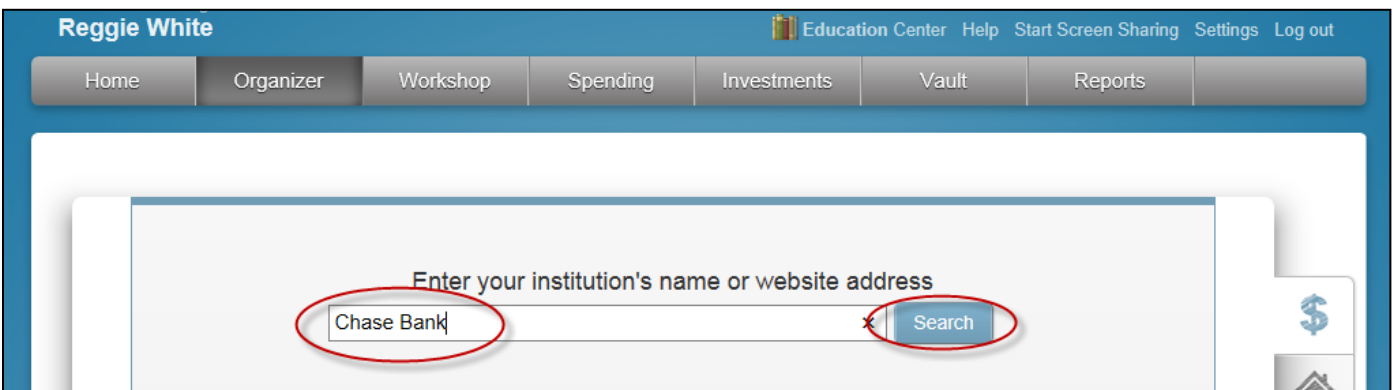 Reggie White
Education Center Help Start Screen Sharing Settings Log out
Home Organizer Workshop Spending Investments Vault Reports
Enter your institution's name or website address
Chase Bank × Search
$